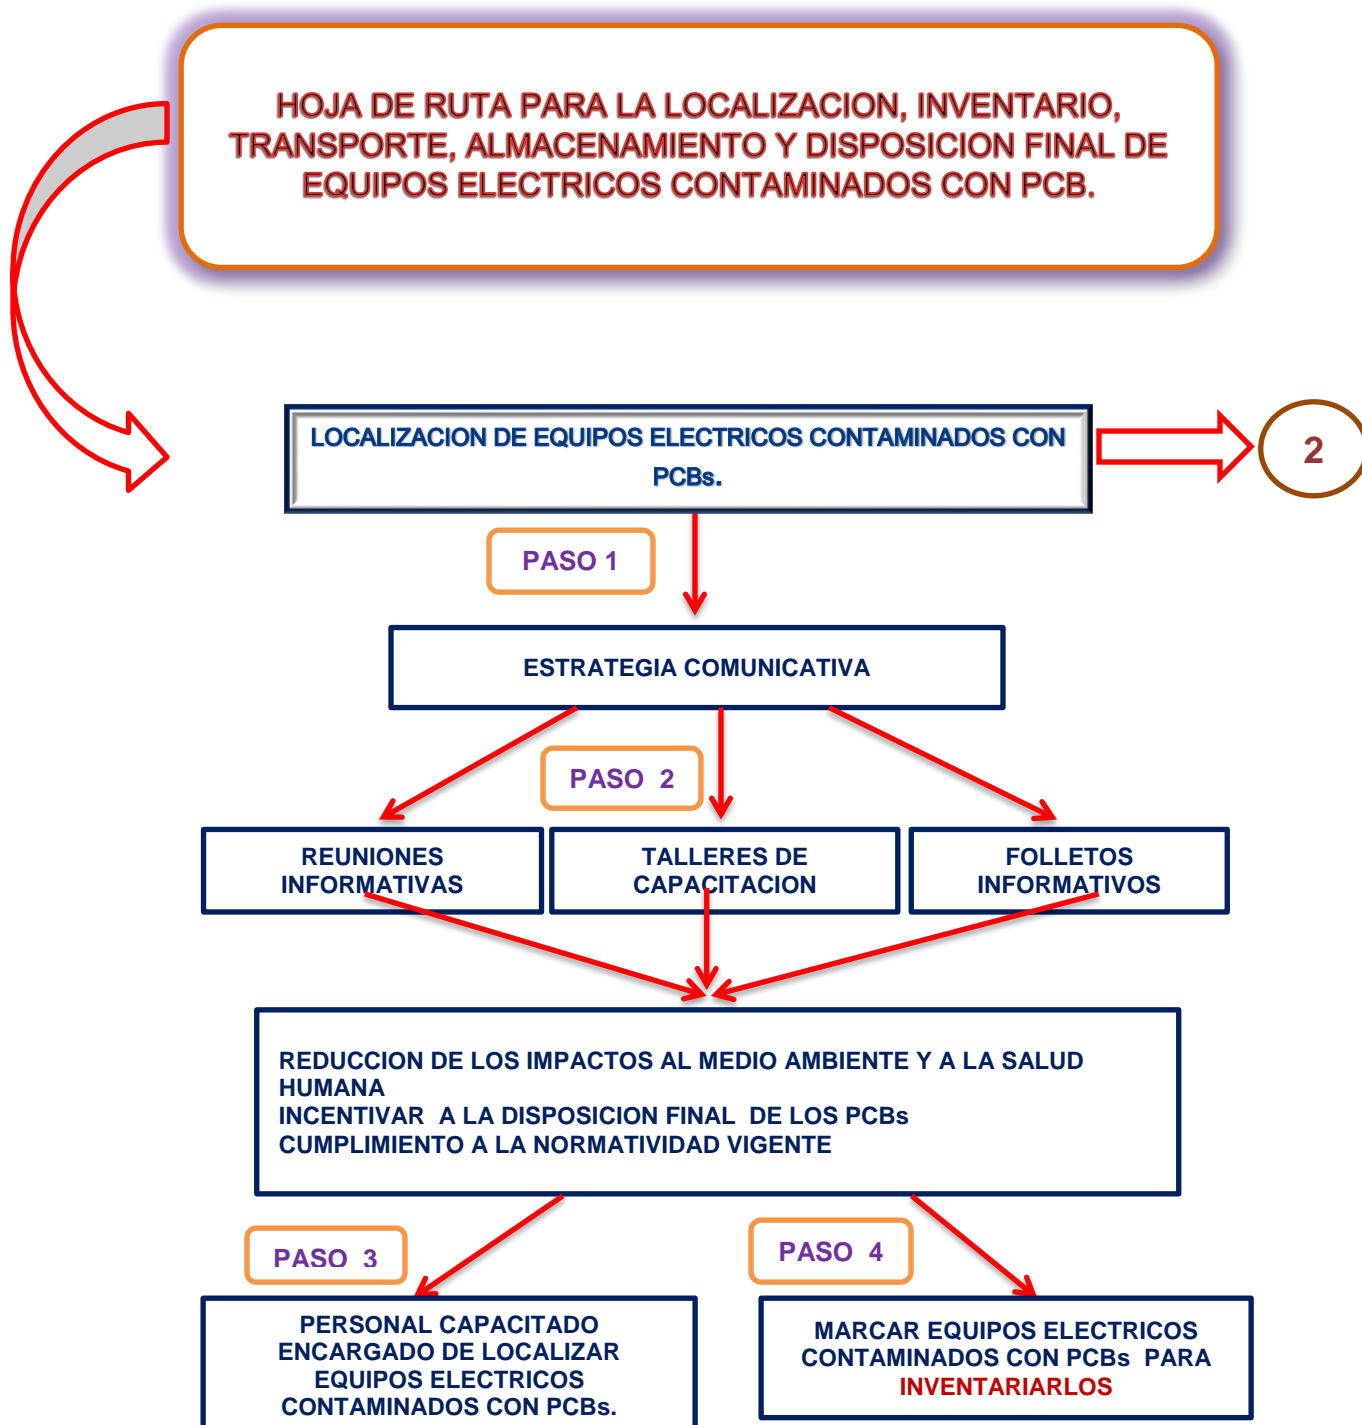 HOJA DE RUTA PARA LA LOCALIZACION, INVENTARIO,
TRANSPORTE, ALMACENAMIENTO Y DISPOSICION FINAL DE
EQUIPOS ELECTRICOS CONTAMINADOS CON PCB.
LOCALIZACION DE EQUIPOS ELECTRICOS CONTAMINADOS CON
PCBs.
2
PASO 1
ESTRATEGIA COMUNICATIVA
PASO 2
REUNIONES
INFORMATIVAS
TALLERES DE
CAPACITACION
FOLLETOS
INFORMATIVOS
REDUCCION DE LOS IMPACTOS AL MEDIO AMBIENTE Y A LA SALUD
HUMANA
INCENTIVAR A LA DISPOSICION FINAL DE LOS PCBs
CUMPLIMIENTO A LA NORMATIVIDAD VIGENTE
PASO 3
PASO 4
PERSONAL CAPACITADO
ENCARGADO DE LOCALIZAR
EQUIPOS ELECTRICOS
CONTAMINADOS CON PCBs.
MARCAR EQUIPOS ELECTRICOS
CONTAMINADOS CON PCBs PARA
INVENTARIARLOS